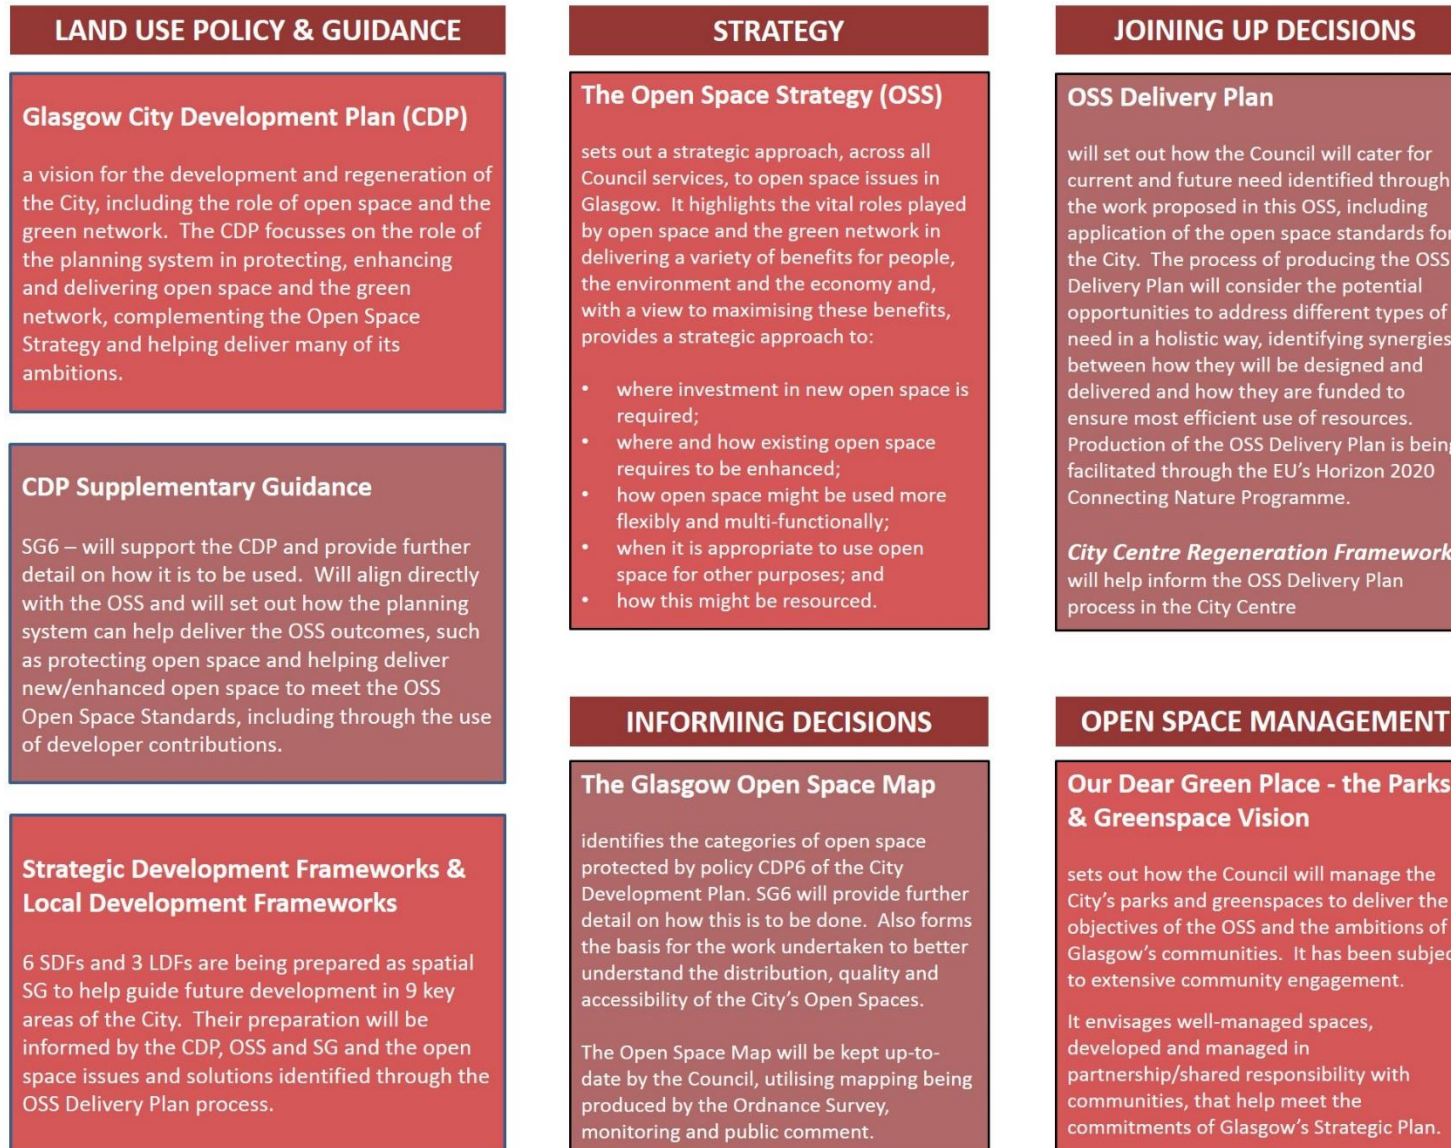 LAND USE POLICY & GUIDANCE
Glasgow City Development Plan (CDP)
a vision for the development and regeneration of
the City, including the role of open space and the
green network.  The CDP focusses on the role of
the planning system in protecting, enhancing
and delivering open space and the green
network, complementing the Open Space
Strategy and helping deliver many of its
ambitions.
CDP Supplementary Guidance
SG6 – will support the CDP and provide further
detail on how it is to be used.  Will align directly
with the OSS and will set out how the planning
system can help deliver the OSS outcomes, such
as protecting open space and helping deliver
new/enhanced open space to meet the OSS
Open Space Standards, including through the use
of developer contributions.
Strategic Development Frameworks &
Local Development Frameworks
6 SDFs and 3 LDFs are being prepared as spatial
SG to help guide future development in 9 key
areas of the City.  Their preparation will be
informed by the CDP, OSS and SG and the open
space issues and solutions identified through the
OSS Delivery Plan process.
STRATEGY
The Open Space Strategy (OSS)
sets out a strategic approach, across all
Council services, to open space issues in
Glasgow.  It highlights the vital roles played
by open space and the green network in
delivering a variety of benefits for people,
the environment and the economy and,
with a view to maximising these benefits,
provides a strategic approach to:
• where investment in new open space is
required;
• where and how existing open space
requires to be enhanced;
• how open space might be used more
flexibly and multi-functionally;
• when it is appropriate to use open
space for other purposes; and
• how this might be resourced.
INFORMING DECISIONS
The Glasgow Open Space Map
identifies the categories of open space
protected by policy CDP6 of the City
Development Plan. SG6 will provide further
detail on how this is to be done.  Also forms
the basis for the work undertaken to better
understand the distribution, quality and
accessibility of the City's Open Spaces.
The Open Space Map will be kept up-to-
date by the Council, utilising mapping being
produced by the Ordnance Survey,
monitoring and public comment.
JOINING UP DECISIONS
OSS Delivery Plan
will set out how the Council will cater for
current and future need identified through
the work proposed in this OSS, including
application of the open space standards for
the City.  The process of producing the OSS
Delivery Plan will consider the potential
opportunities to address different types of
need in a holistic way, identifying synergies
between how they will be designed and
delivered and how they are funded to
ensure most efficient use of resources.
Production of the OSS Delivery Plan is being
facilitated through the EU's Horizon 2020
Connecting Nature Programme.
City Centre Regeneration Framework
will help inform the OSS Delivery Plan
process in the City Centre
OPEN SPACE MANAGEMENT
Our Dear Green Place - the Parks
& Greenspace Vision
sets out how the Council will manage the
City's parks and greenspaces to deliver the
objectives of the OSS and the ambitions of
Glasgow's communities.  It has been subject
to extensive community engagement.
It envisages well-managed spaces,
developed and managed in
partnership/shared responsibility with
communities, that help meet the
commitments of Glasgow's Strategic Plan.